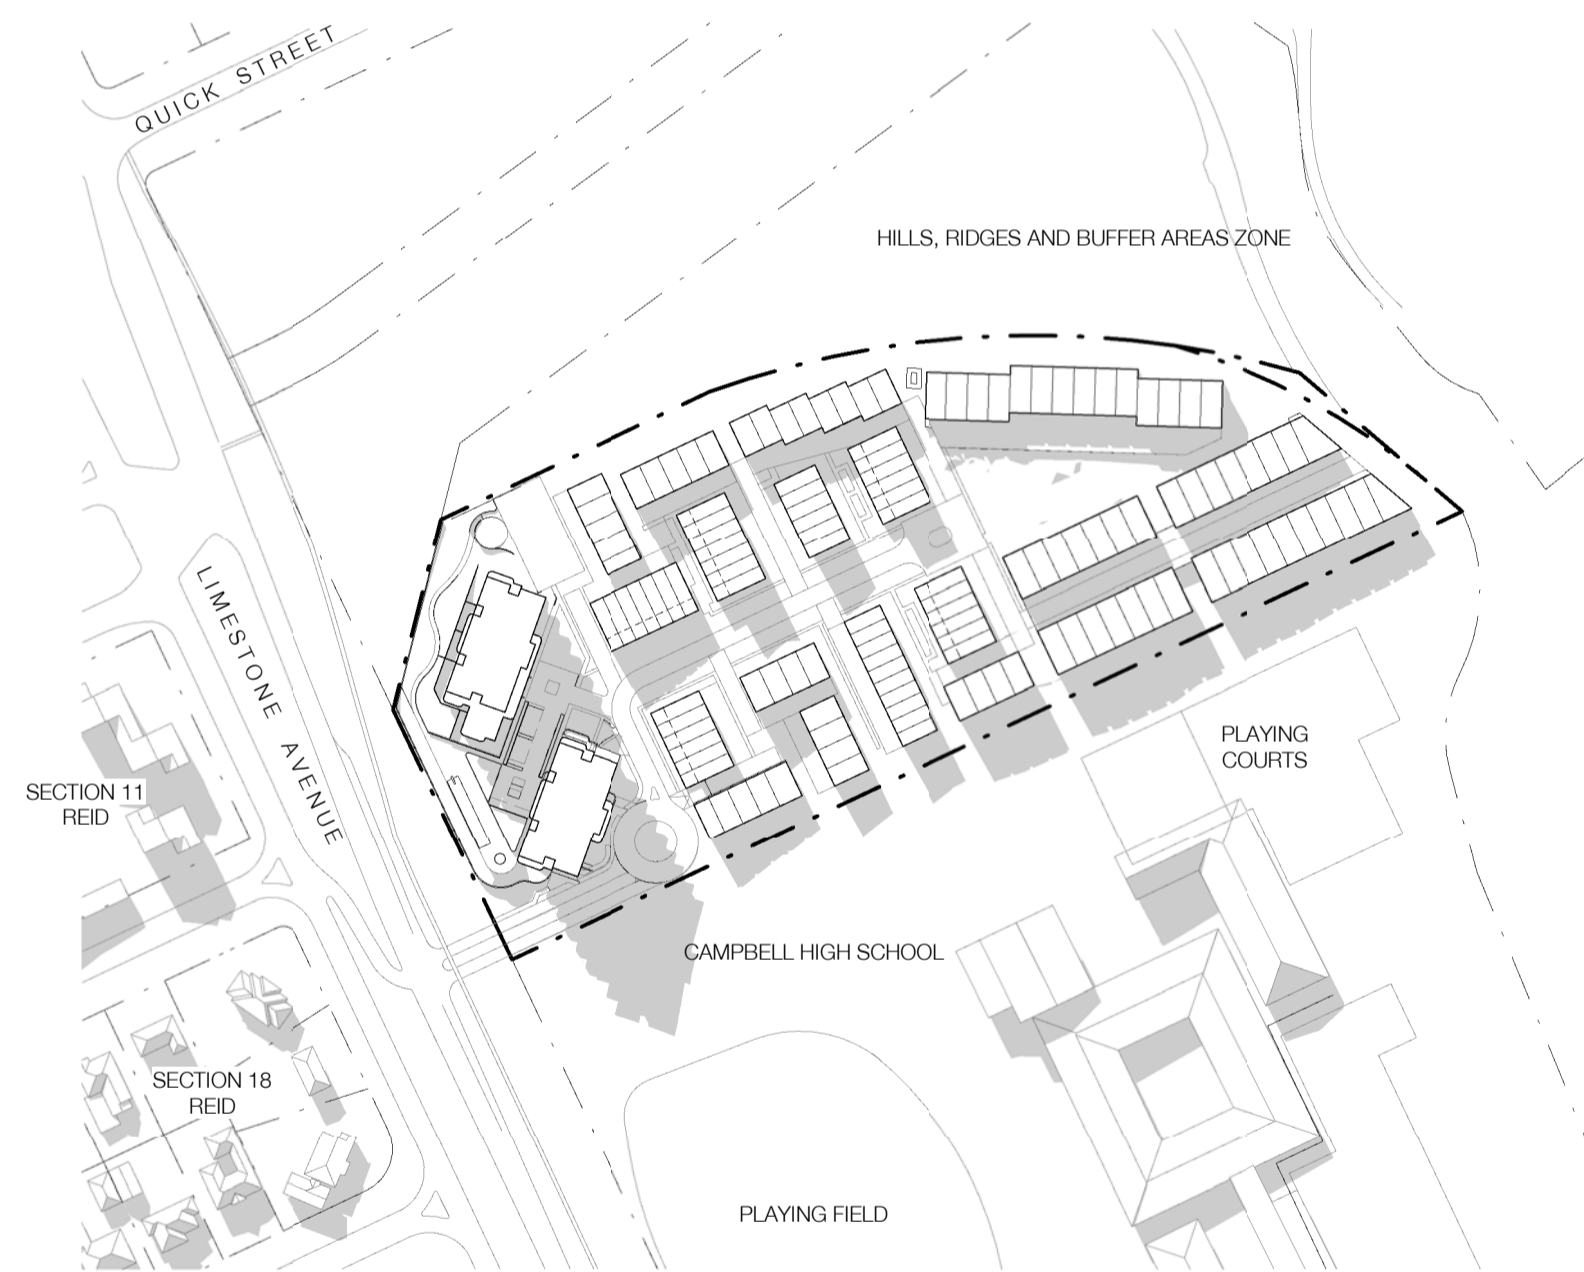 QUICK STREET
HILLS, RIDGES AND BUFFER AREAS ZONE
LIMESTONE AVENUE
PLAYING
COURTS
SECTION 11
REID
CAMPBELL HIGH SCHOOL
SECTION 18
REID
PLAYING FIELD